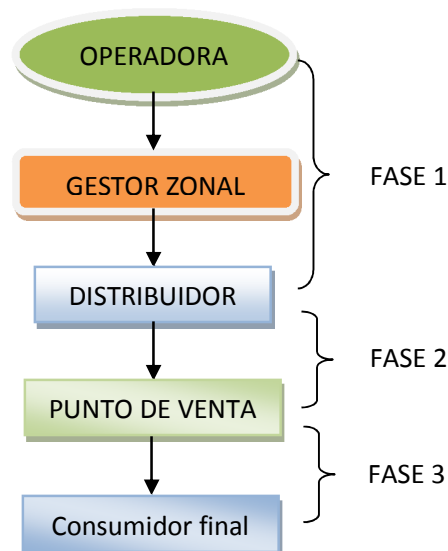 OPERADORA
GESTOR ZONAL
FASE 1
DISTRIBUIDOR
FASE 2
PUNTO DE VENTA
FASE 3
Consumidor final